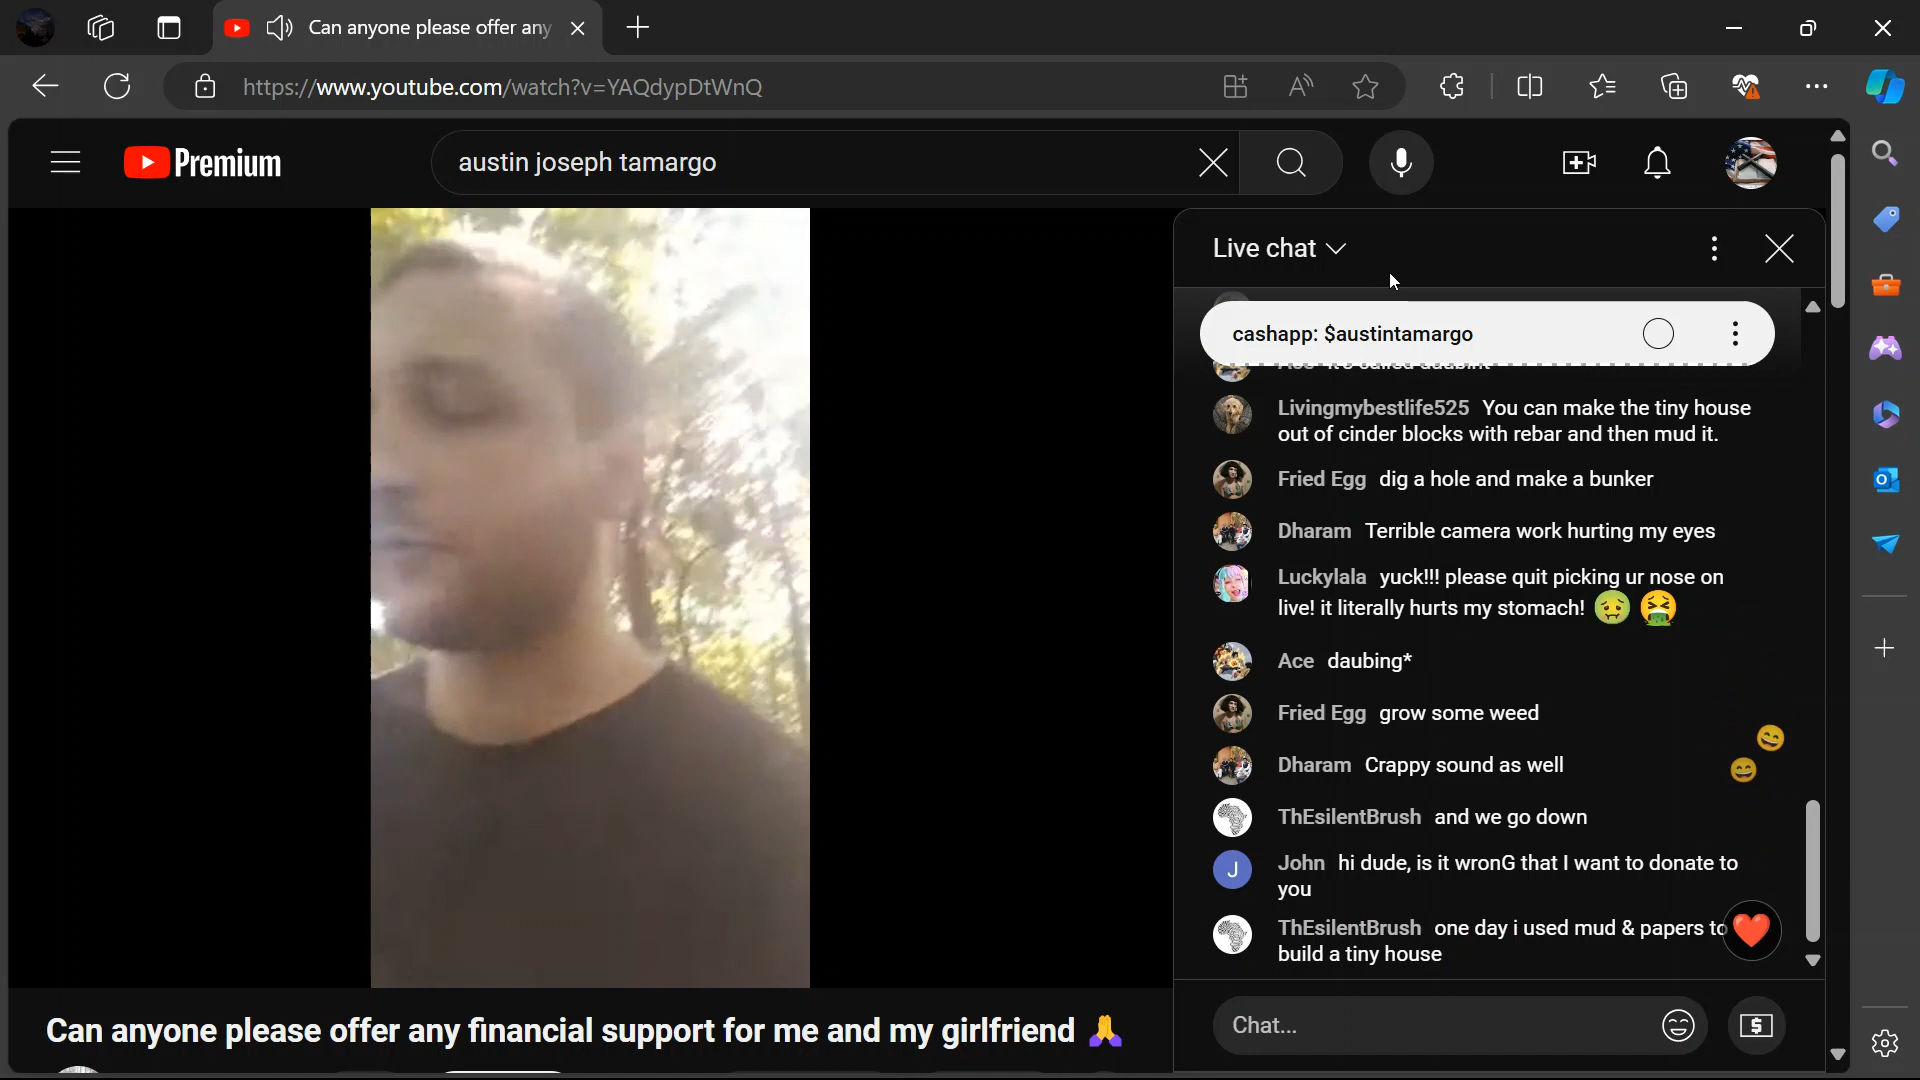 Can anyone please offer any
https://www.youtube.com/watch?v=YAQdypDtWnQ
Premium
austin joseph tamargo
Live chat
cashapp: $austintamargo
Livingmybestlife525 You can make the tiny house
out of cinder blocks with rebar and then mud it.
Fried Egg dig a hole and make a bunker
Dharam Terrible camera work hurting my eyes
Luckylala yuck!!! please quit picking ur nose on
live! it literally hurts my stomach! 🤢 🤮
Ace daubing*
Fried Egg grow some weed
Dharam Crappy sound as well
ThEsilentBrush and we go down
J
John hi dude, is it wronG that I want to donate to
you
ThEsilentBrush one day i used mud & papers to
build a tiny house
Chat...
Can anyone please offer any financial support for me and my girlfriend 🙏